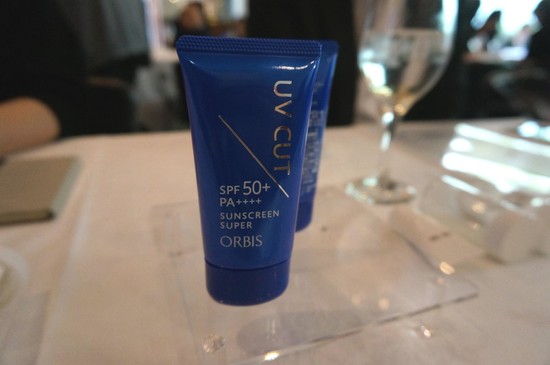 UV CUT
SPF 50+
PA++++
SUNSCREEN
SUPER
ORBIS